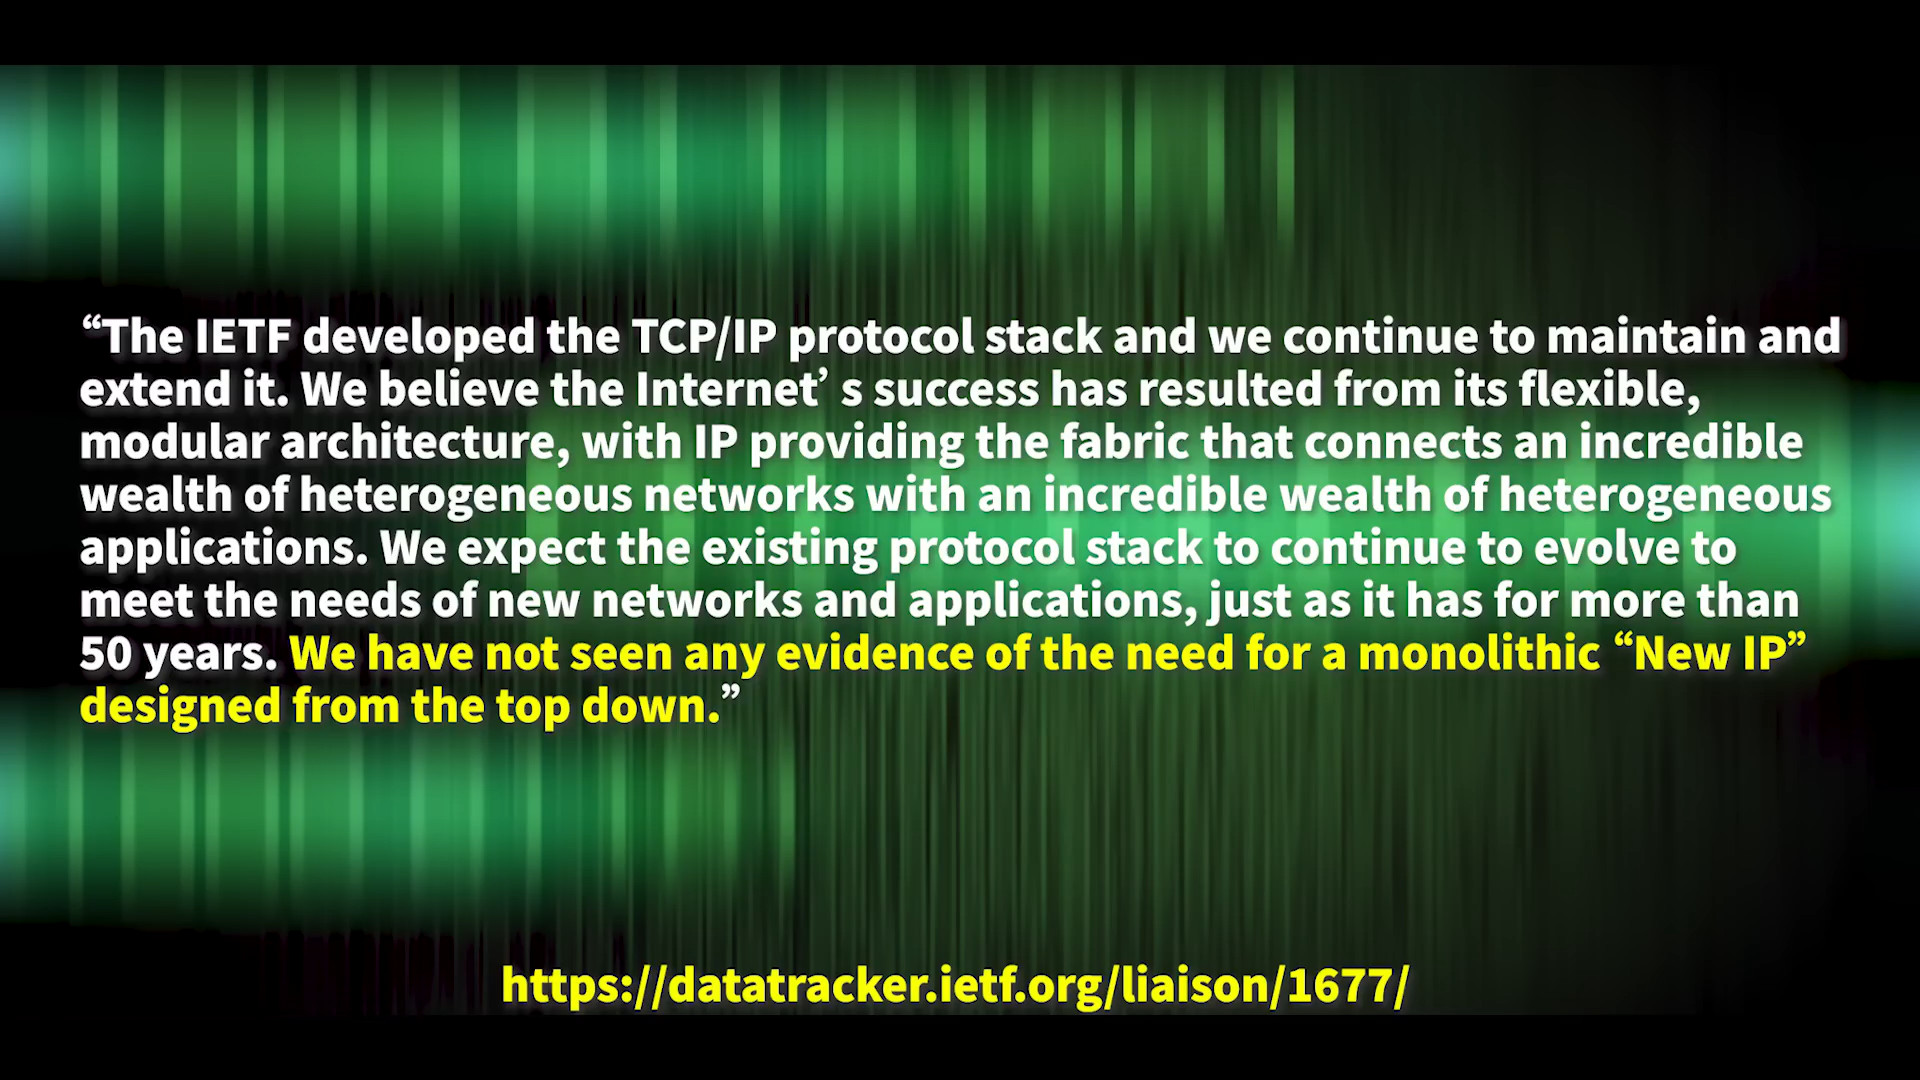 “The IETF developed the TCP/IP protocol stack and we continue to maintain and
extend it. We believe the Internet’ s success has resulted from its flexible,
modular architecture, with IP providing the fabric that connects an incredible
wealth of heterogeneous networks with an incredible wealth of heterogeneous
applications. We expect the existing protocol stack to continue to evolve to
meet the needs of new networks and applications, just as it has for more than
50 years. We have not seen any evidence of the need for a monolithic “New IP”
designed from the top down.”
https://datatracker.ietf.org/liaison/1677/